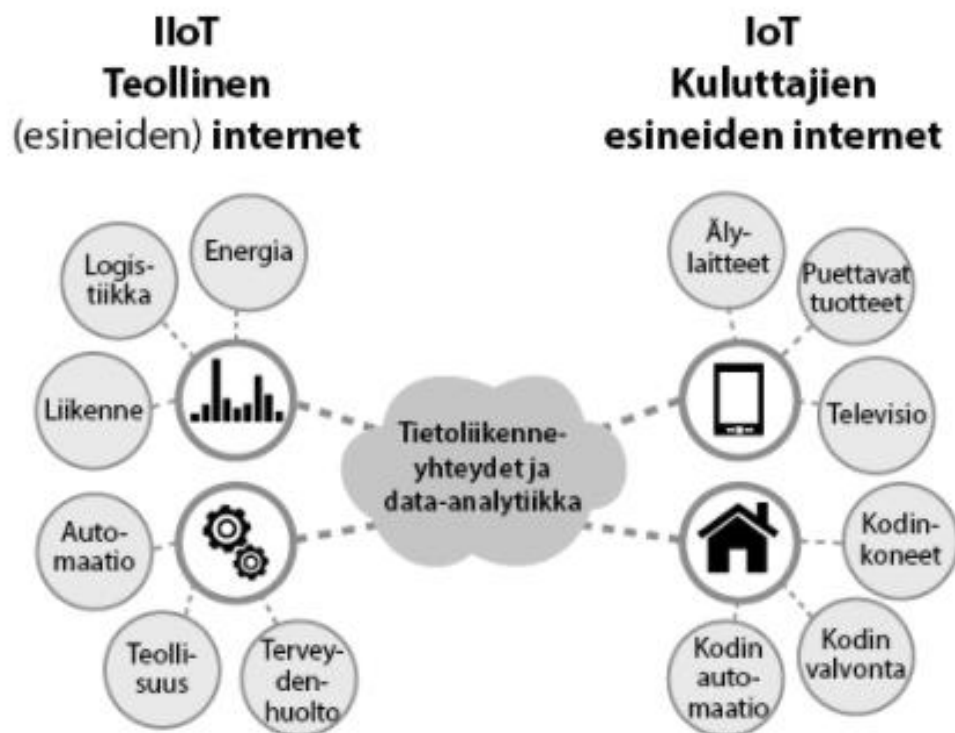 IIoT
Teollinen
(esineiden) internet
IoT
Kuluttajien
esineiden internet
Energia
Logis-
tiikka
Liikenne
Äly-
laitteet
Puettavat
tuotteet
Televisio
Tietoliikenne-
yhteydet ja
data-analytiikka
Auto-
maatio
Teolli-
suus
Tervey-
den-
huolto
Kodin-
koneet
Kodin
valvonta
Kodin
auto-
maatio